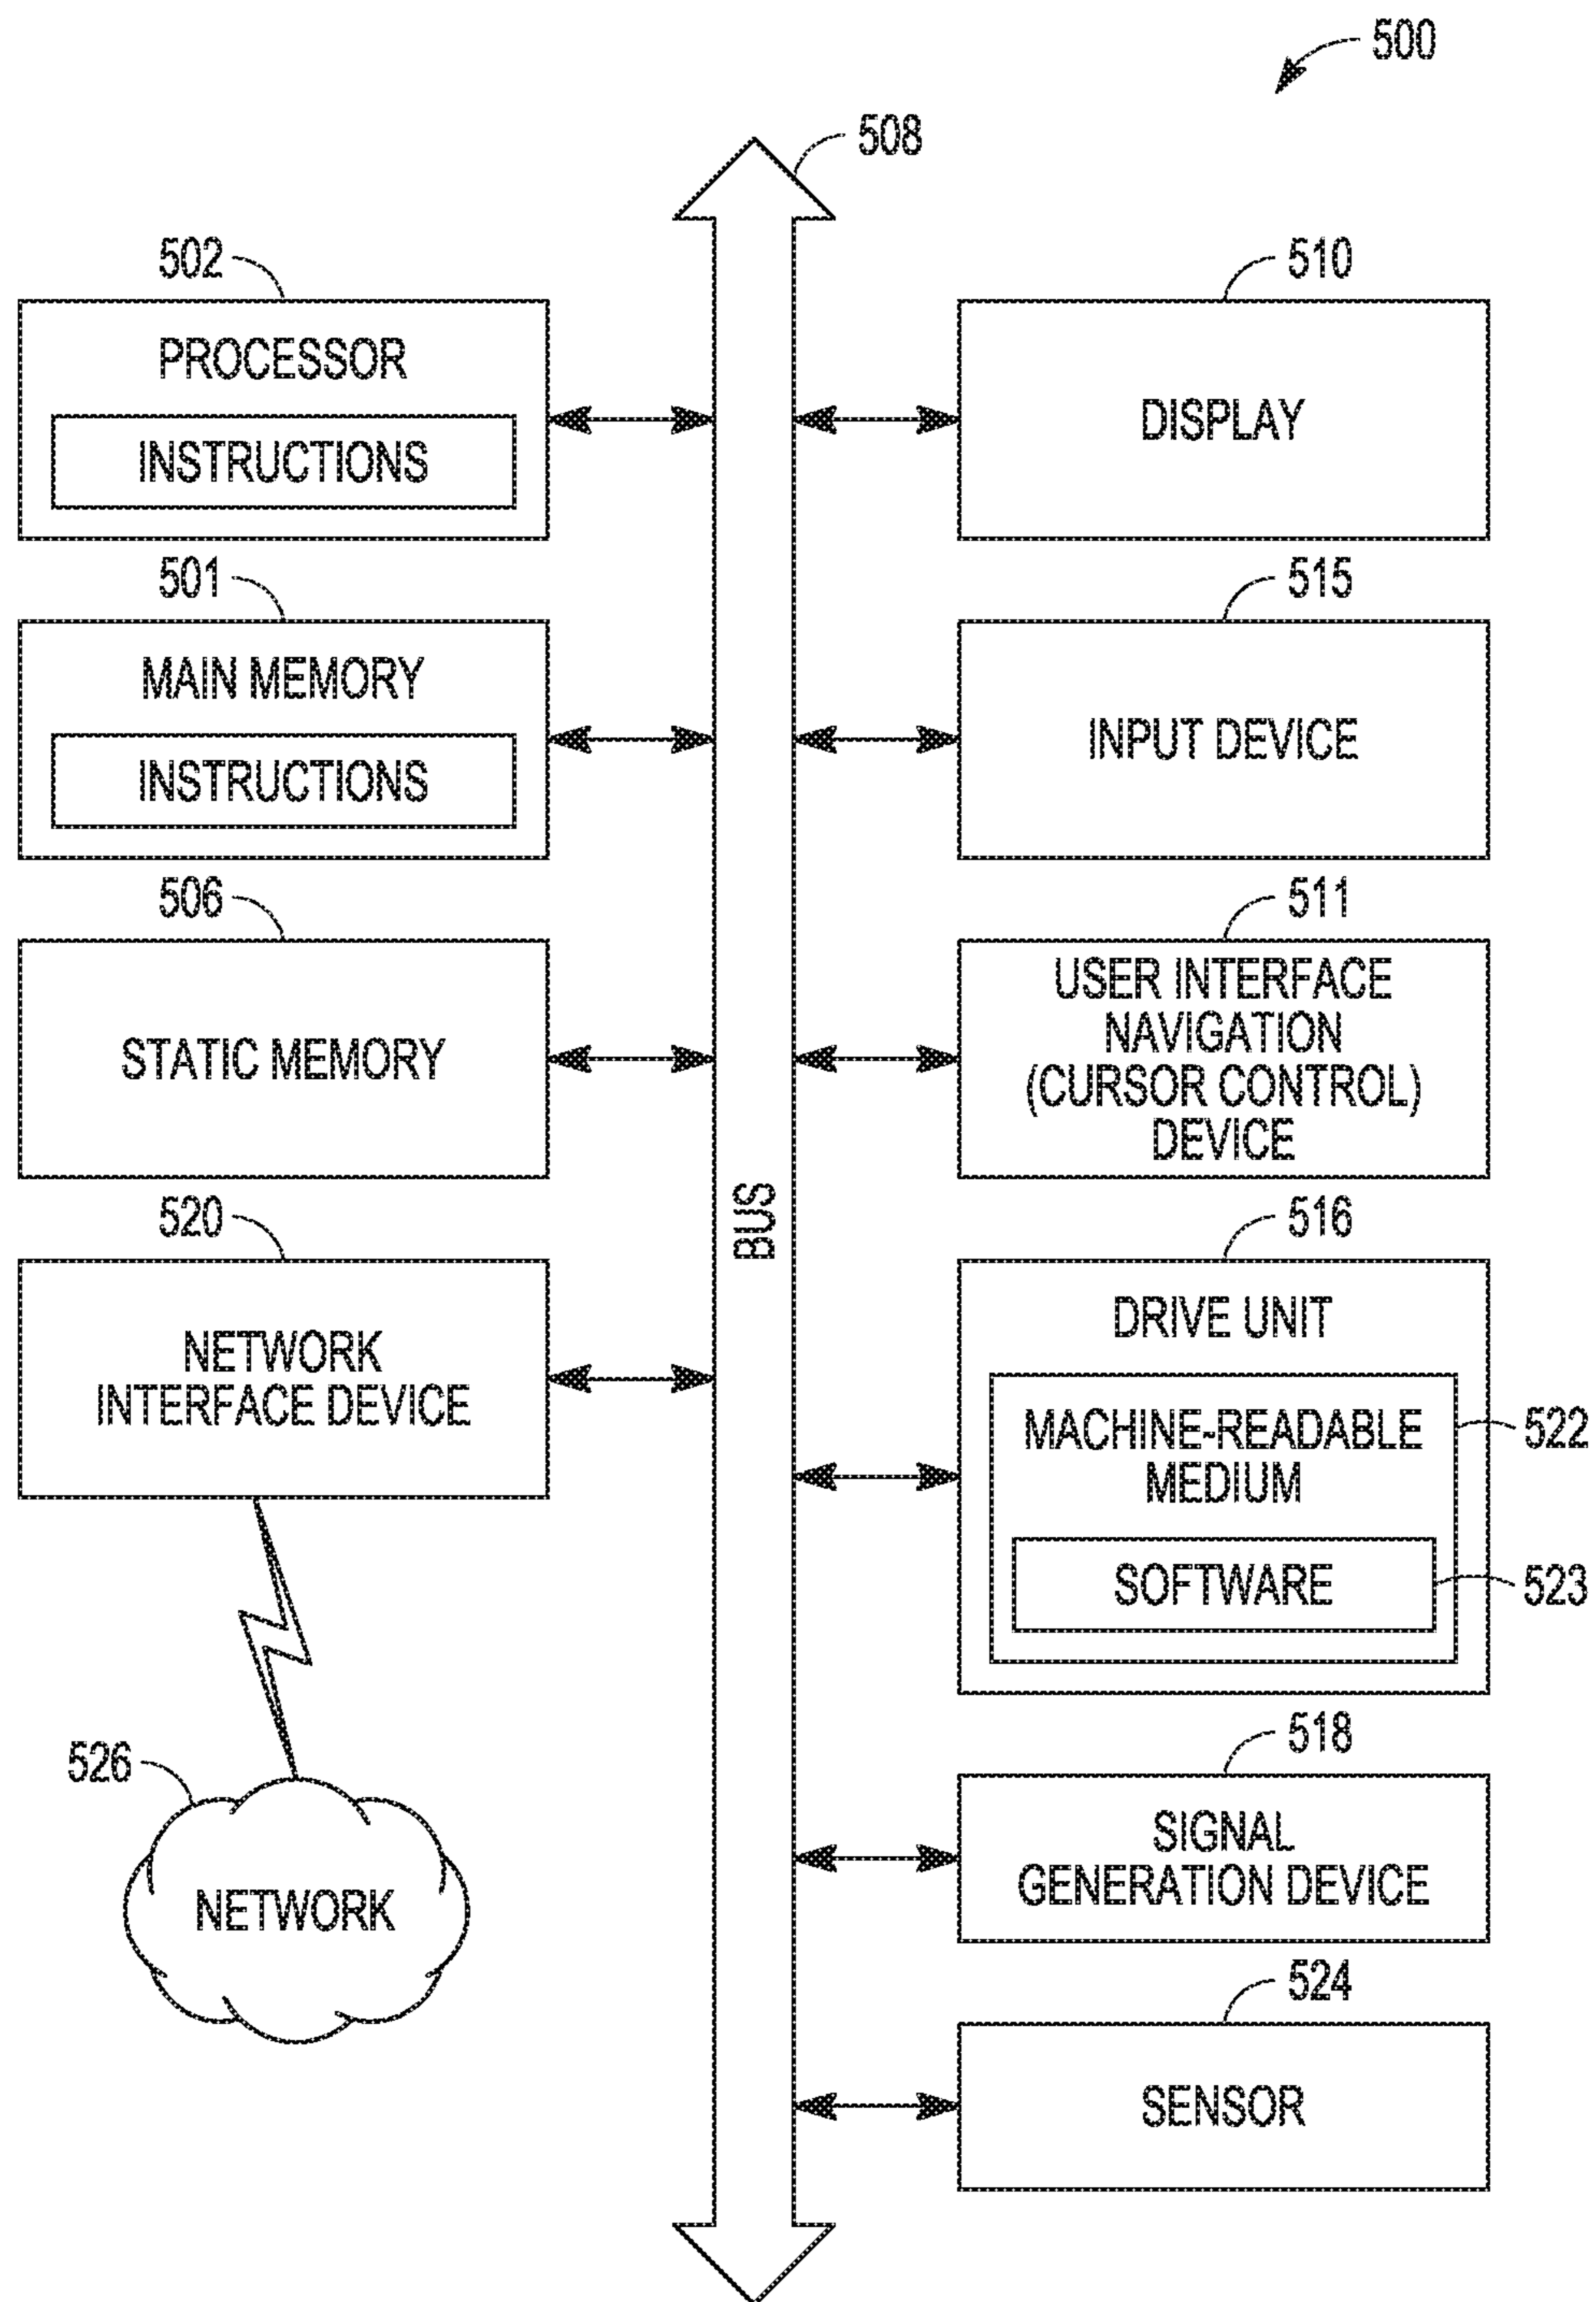 500
508
502
PROCESSOR
INSTRUCTIONS
501
MAIN MEMORY
INSTRUCTIONS
506
STATIC MEMORY
520
NETWORK
INTERFACE DEVICE
526
NETWORK
BUS
510
DISPLAY
515
INPUT DEVICE
511
USER INTERFACE
NAVIGATION
(CURSOR CONTROL)
DEVICE
516
DRIVE UNIT
MACHINE-READABLE
MEDIUM
522
SOFTWARE
523
518
SIGNAL
GENERATION DEVICE
524
SENSOR